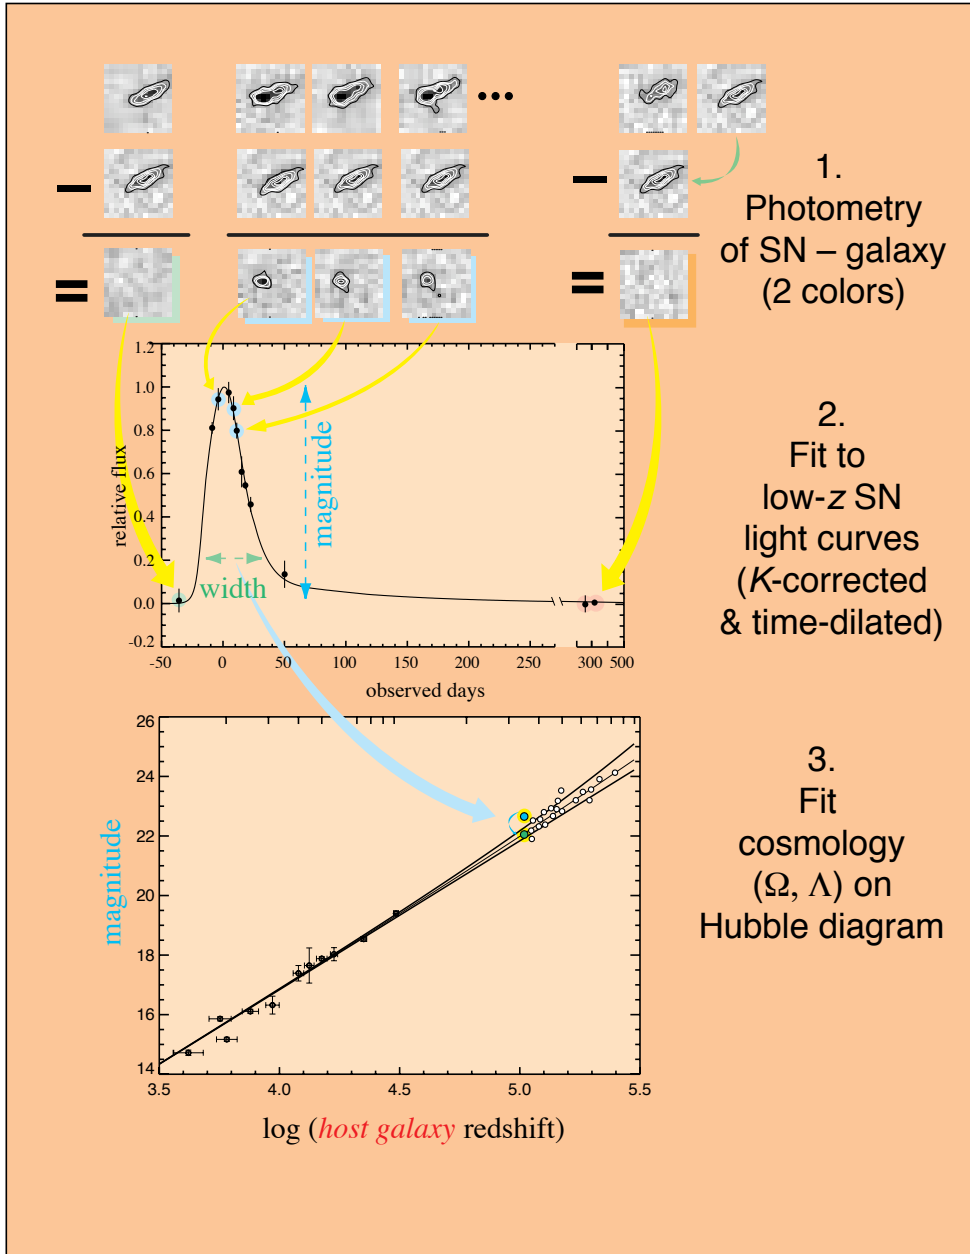 1.
Photometry
of SN – galaxy
(2 colors)
1.2
1.0
0.8
0.6
0.4
0.2
0.0
-0.2
relative flux
magnitude
width
-50 0 50 100 150 200 250 300 500
observed days
2.
Fit to
low-z SN
light curves
(K-corrected
& time-dilated)
26
24
22
20
18
16
14
magnitude
3.5 4.0 4.5 5.0 5.5
log (host galaxy redshift)
3.
Fit
cosmology
(Ω, Λ) on
Hubble diagram